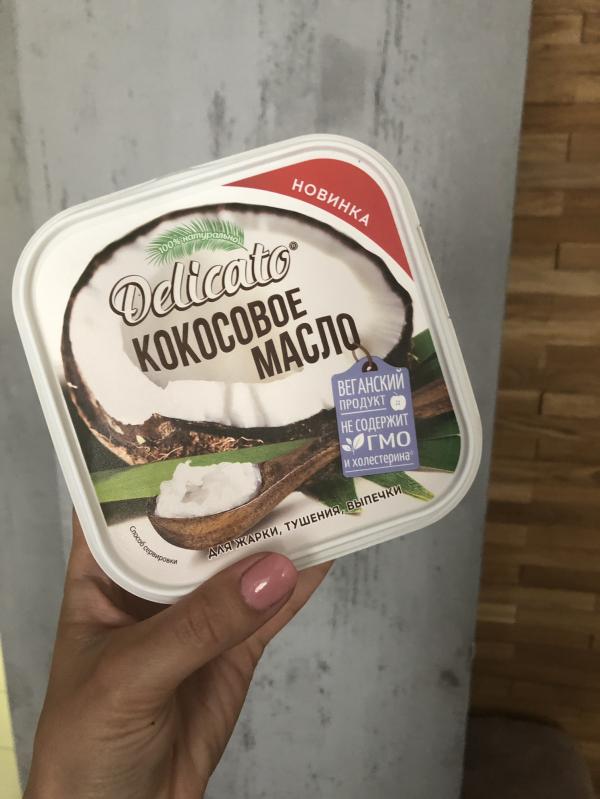 НОВИНКА
100% натурально!
Delicato®
КОКОСОВОЕ
МАСЛО
ВЕГАНСКИЙ
ПРОДУКТ
НЕ СОДЕРЖИТ
ГМО
и холестерина*
ДЛЯ ЖАРКИ, ТУШЕНИЯ, ВЫПЕЧКИ
Способ сервировки